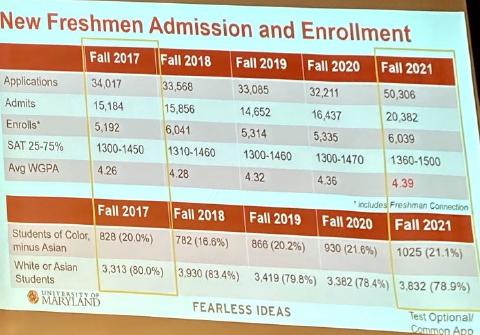 New Freshmen Admission and Enrollment
Fall 2017 Fall 2018 Fall 2019 Fall 2020 Fall 2021
Applications 34,017 33,568 33,085 32,211 50,306
Admits 15,184 15,856 14,652 16,437 20,382
Enrolls* 5,192 6,041 5,314 5,335 6,039
SAT 25-75% 1300-1450 1310-1460 1300-1460 1300-1470 1360-1500
Avg WGPA 4.26 4.28 4.32 4.36 4.39
* includes Freshman Connection
Fall 2017 Fall 2018 Fall 2019 Fall 2020 Fall 2021
Students of Color, 828 (20.0%) 782 (16.6%) 866 (20.2%) 930 (21.6%) 1025 (21.1%)
minus Asian
White or Asian 3,313 (80.0%) 3,930 (83.4%) 3,419 (79.8%) 3,382 (78.4%) 3,832 (78.9%)
Students
UNIVERSITY OF
MARYLAND
FEARLESS IDEAS
Test Optional/
Common App